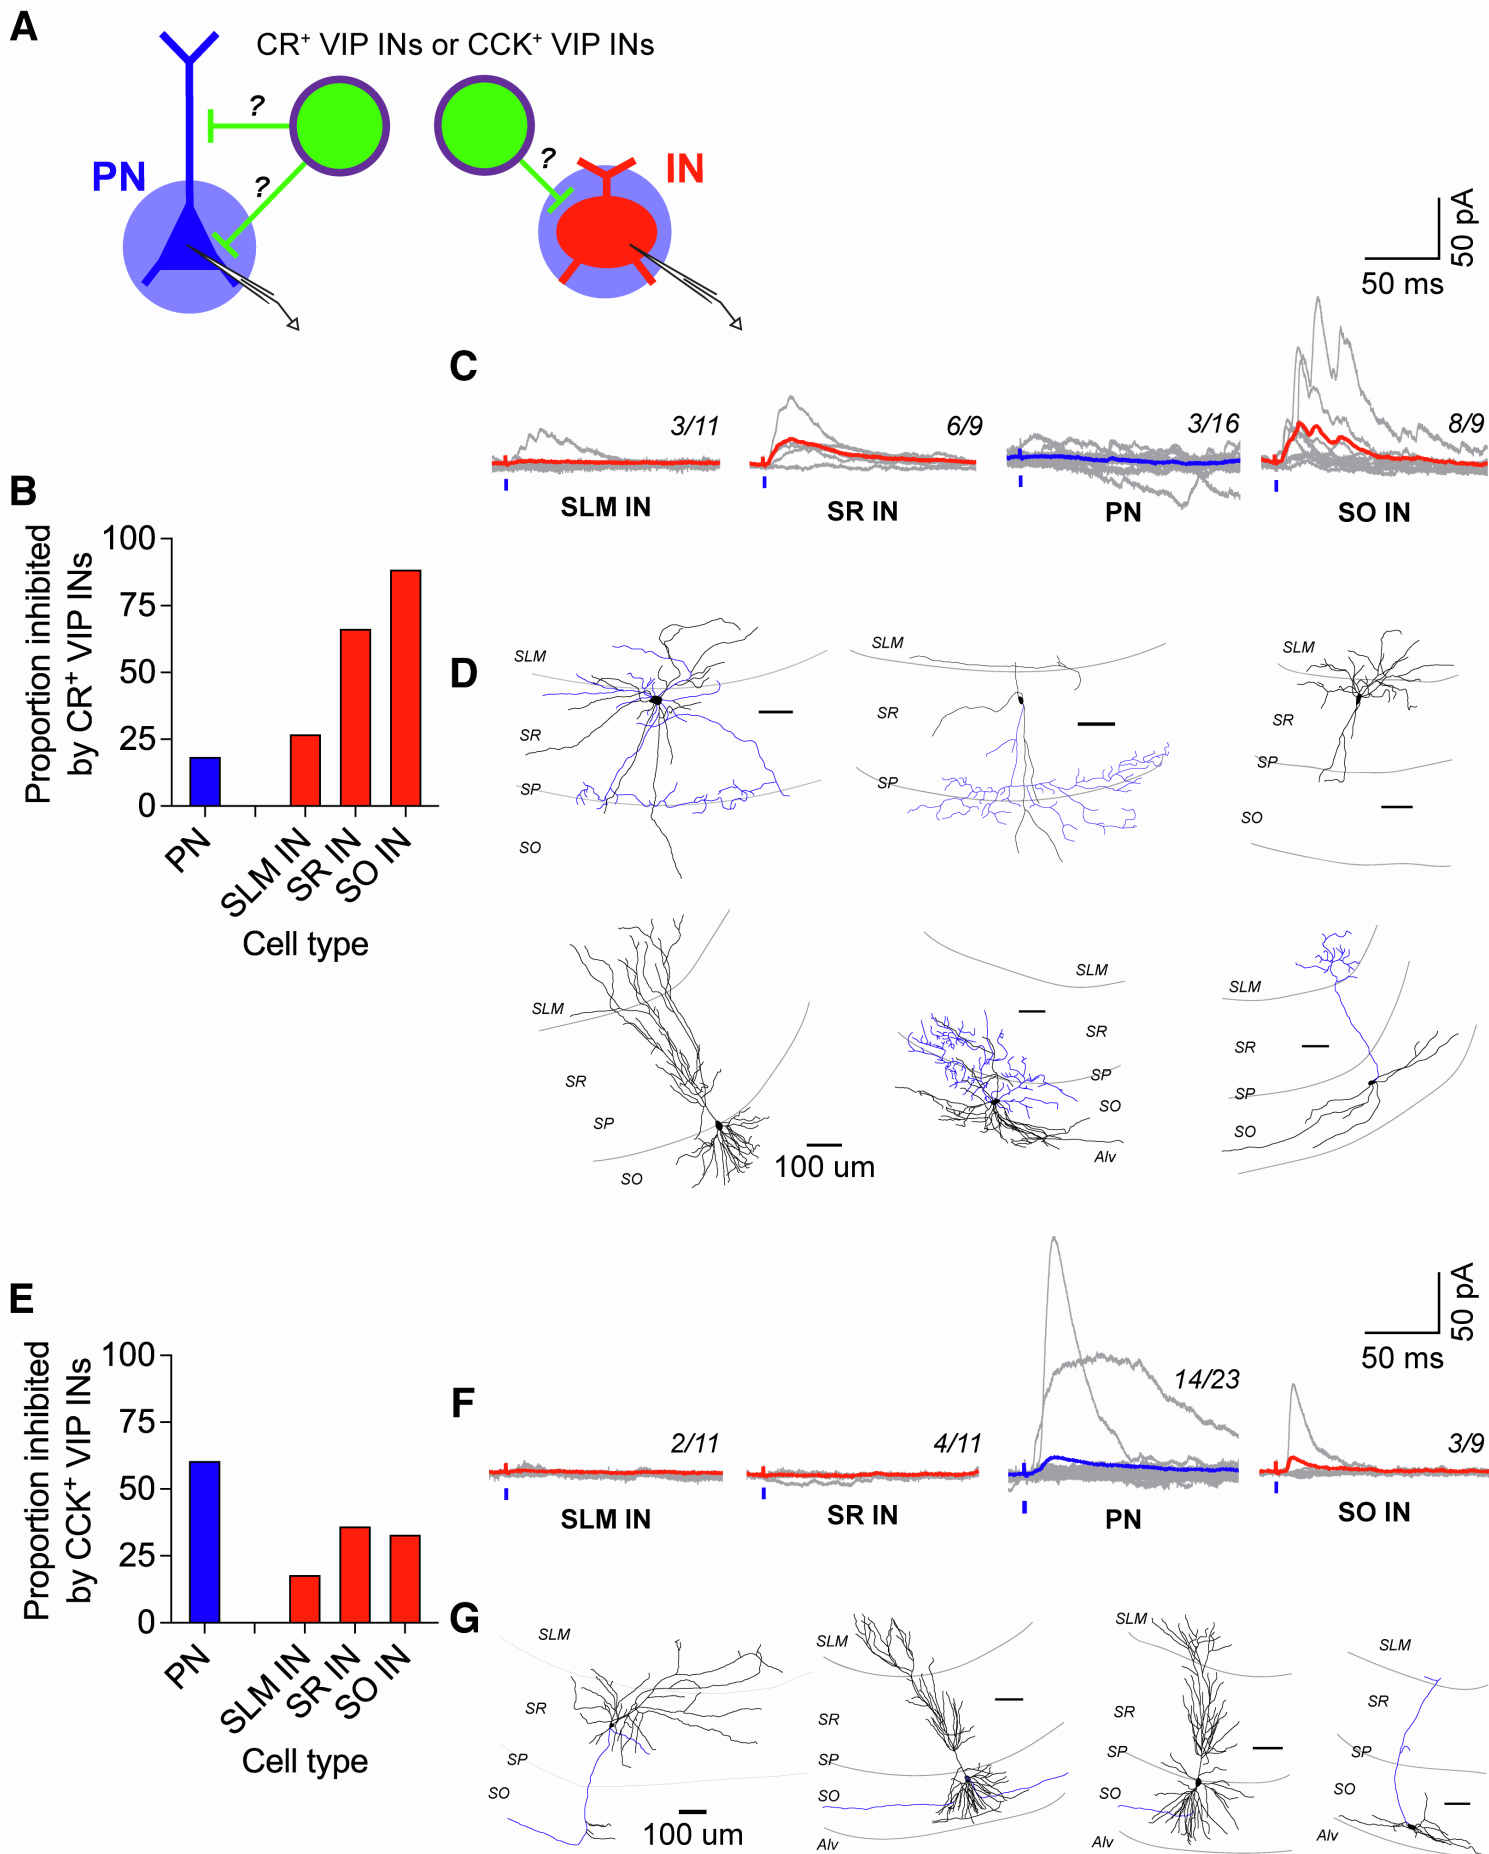 A
CR+ VIP INs or CCK+ VIP INs
?
?
?
PN
IN
50 pA
50 ms
C
3/11
6/9
3/16
8/9
SLM IN
SR IN
PN
SO IN
B
Proportion inhibited
by CR+ VIP INs
100
75
50
25
0
PN
SLM IN
SR IN
SO IN
Cell type
D
SLM
SR
SP
SO
SLM
SR
SP
SLM
SR
SP
SO
SLM
SR
SP
SO
100 um
SLM
SR
SP
SO
Alv
SLM
SR
SP
SO
E
Proportion inhibited
by CCK+ VIP INs
100
75
50
25
0
PN
SLM IN
SR IN
SO IN
Cell type
50 pA
50 ms
F
2/11
4/11
14/23
3/9
SLM IN
SR IN
PN
SO IN
G
SLM
SR
SP
SO
100 um
SLM
SR
SP
SO
Alv
SLM
SR
SP
SO
Alv
SLM
SR
SP
SO
Alv